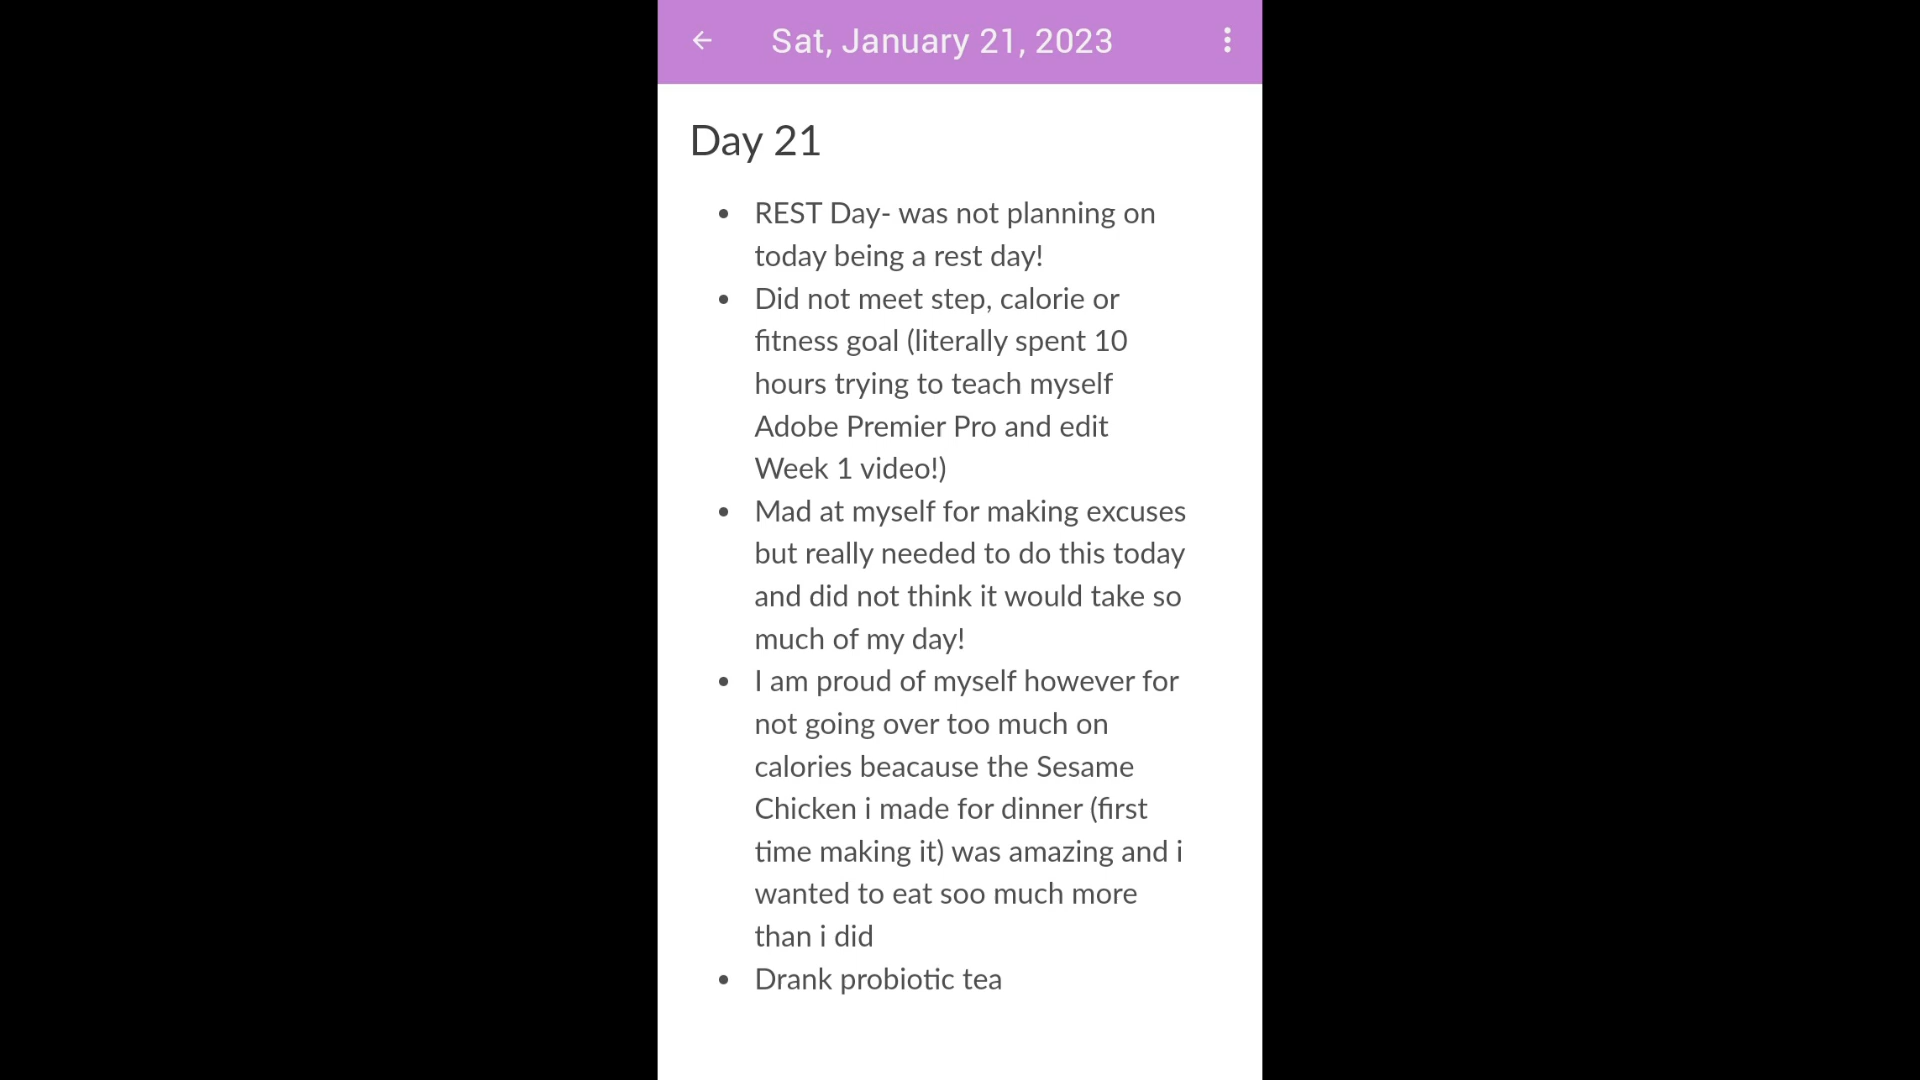 Sat, January 21, 2023
Day 21
• REST Day- was not planning on
today being a rest day!
• Did not meet step, calorie or
fitness goal (literally spent 10
hours trying to teach myself
Adobe Premier Pro and edit
Week 1 video!)
• Mad at myself for making excuses
but really needed to do this today
and did not think it would take so
much of my day!
• I am proud of myself however for
not going over too much on
calories beacause the Sesame
Chicken i made for dinner (first
time making it) was amazing and i
wanted to eat soo much more
than i did
• Drank probiotic tea